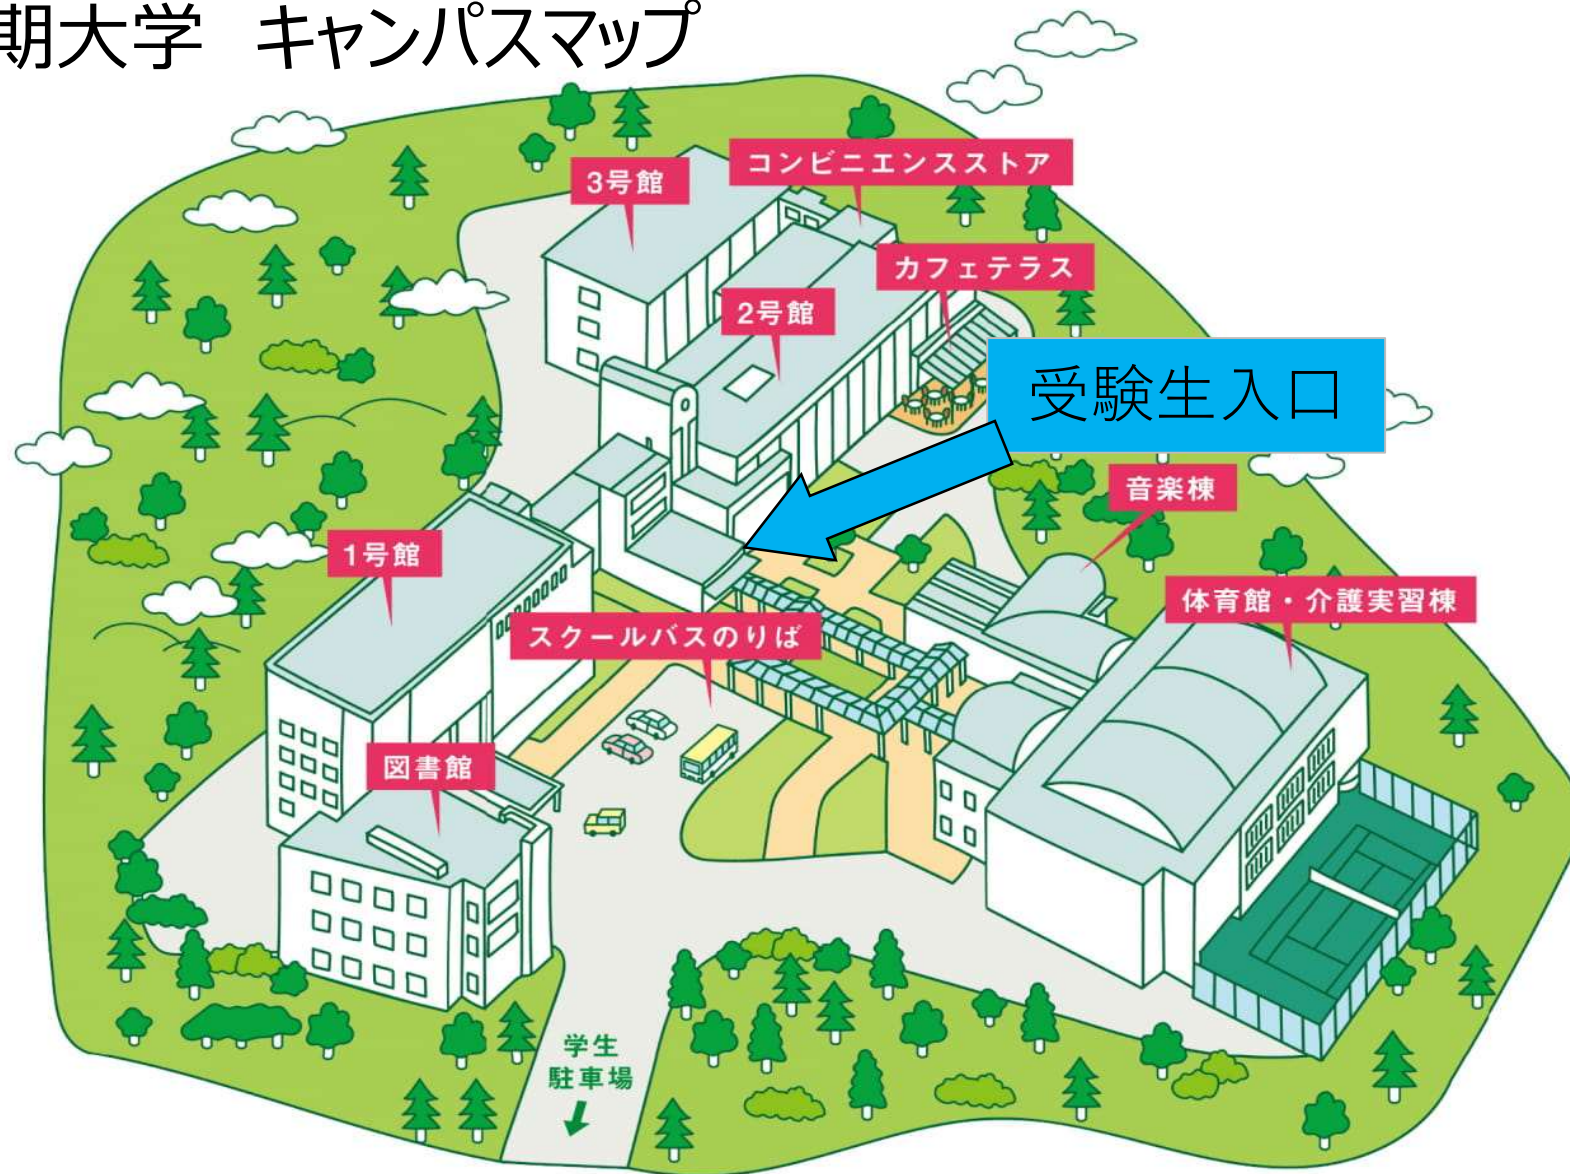 期大学 キャンパスマップ
コンビニエンスストア
3号館
カフェテラス
2号館
受験生入口
音楽棟
1号館
体育館・介護実習棟
スクールバスのりば
図書館
学生
駐車場